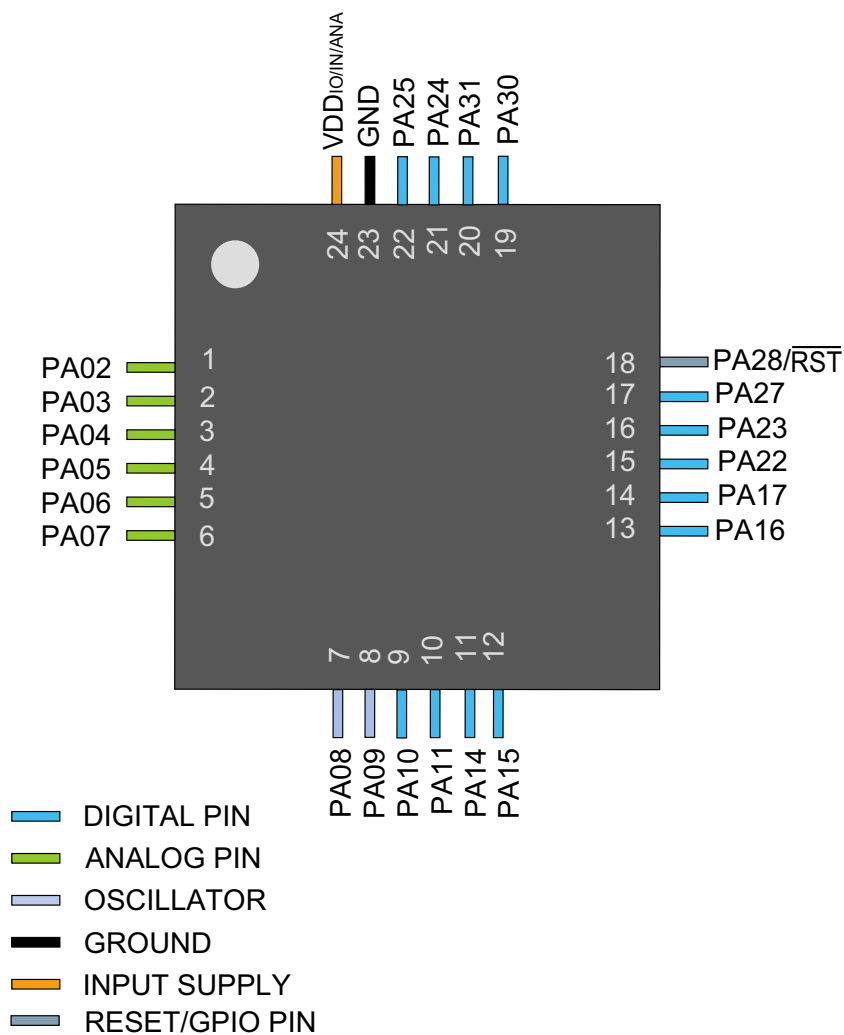 VDDIO/IN/ANA
GND
PA25
PA24
PA31
PA30
24
23
22
21
20
19
PA02 1
PA03 2
PA04 3
PA05 4
PA06 5
PA07 6
18 PA28/R̅S̅T̅
17 PA27
16 PA23
15 PA22
14 PA17
13 PA16
7
8
9
10
11
12
PA08
PA09
PA10
PA11
PA14
PA15
DIGITAL PIN
ANALOG PIN
OSCILLATOR
GROUND
INPUT SUPPLY
RESET/GPIO PIN